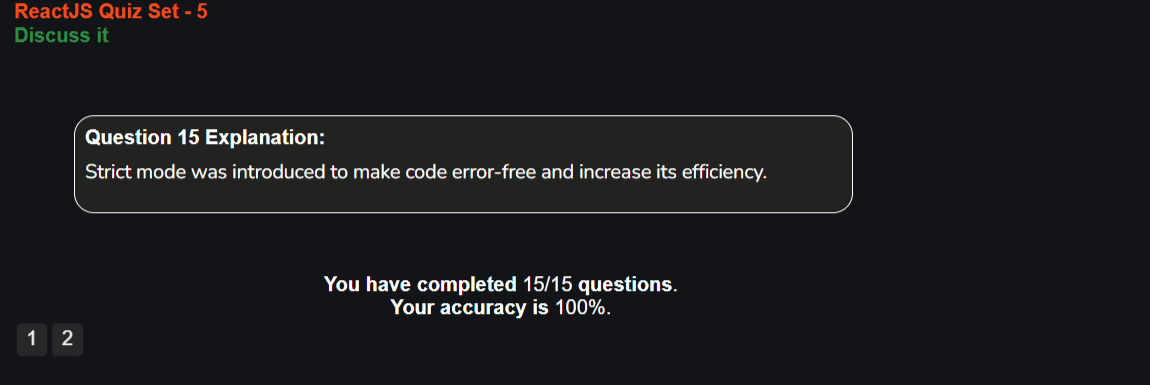 ReactJS Quiz Set - 5
Discuss it
Question 15 Explanation:
Strict mode was introduced to make code error-free and increase its efficiency.
You have completed 15/15 questions.
Your accuracy is 100%.
1 2